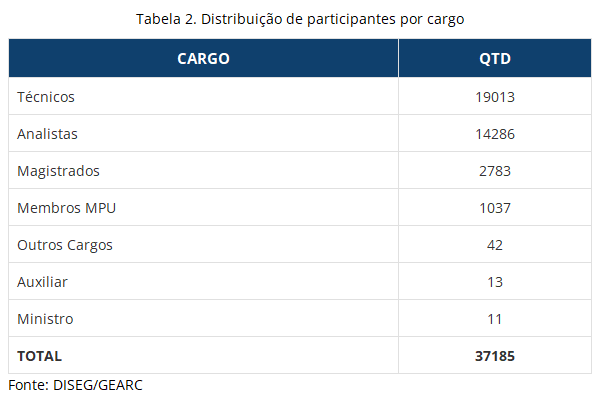 Tabela 2. Distribuição de participantes por cargo
CARGO QTD
Técnicos 19013
Analistas 14286
Magistrados 2783
Membros MPU 1037
Outros Cargos 42
Auxiliar 13
Ministro 11
TOTAL 37185
Fonte: DISEG/GEARC